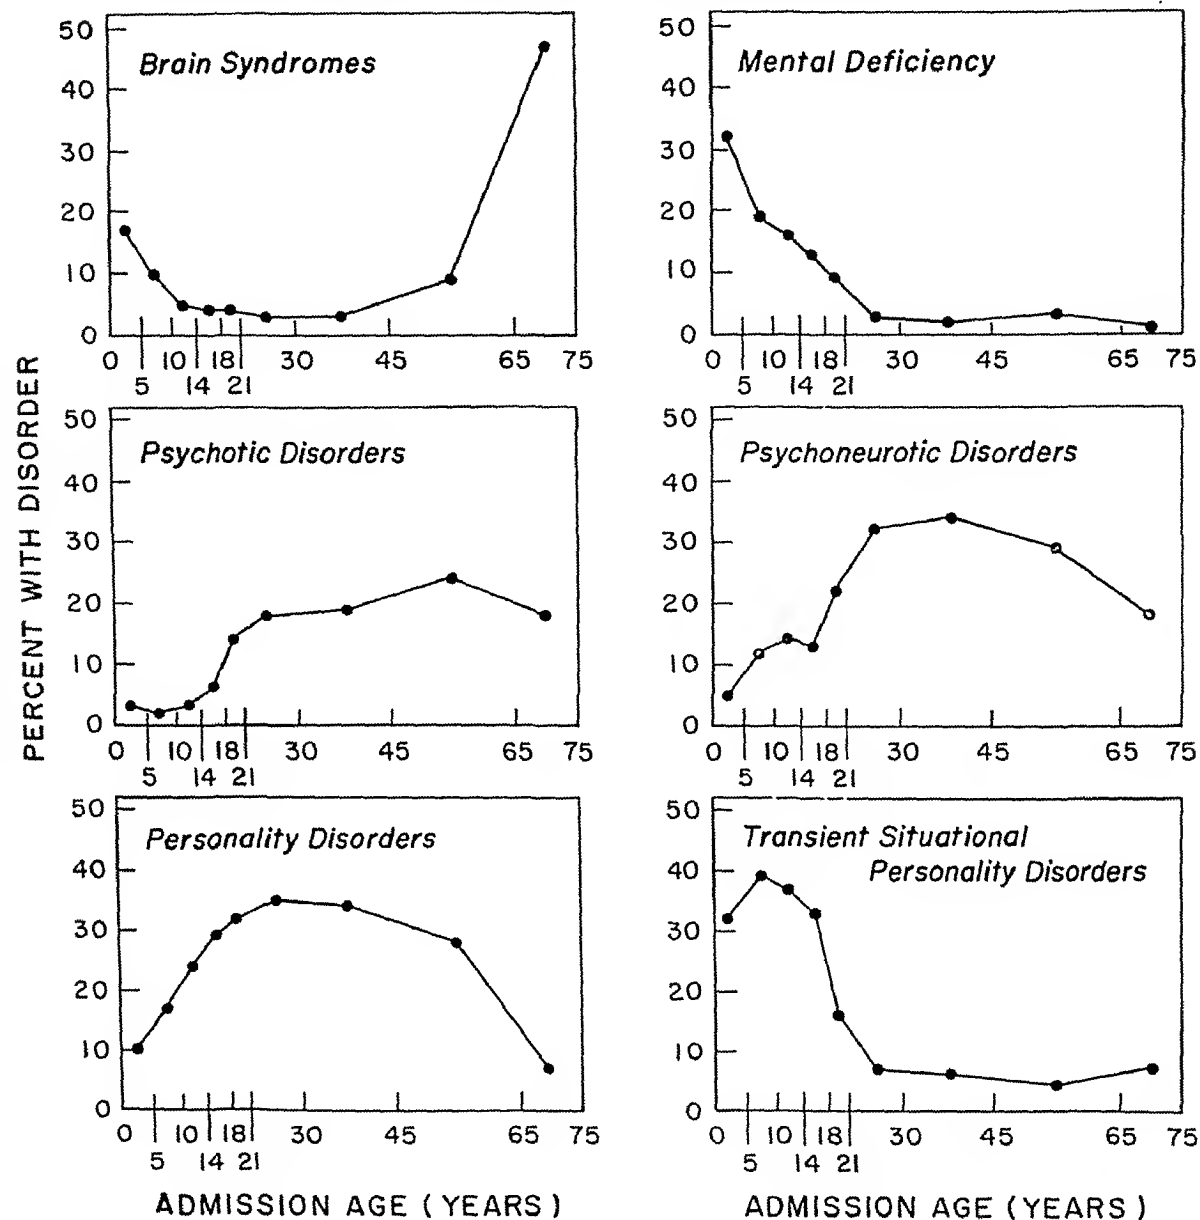 PERCENT WITH DISORDER
Brain Syndromes
50
40
30
20
10
0
0 10 18 30 45 65 75
5 14 21
Mental Deficiency
50
40
30
20
10
0
0 10 18 30 45 65 75
5 14 21
Psychotic Disorders
50
40
30
20
10
0
0 10 18 30 45 65 75
5 14 21
Psychoneurotic Disorders
50
40
30
20
10
0
0 10 18 30 45 65 75
5 14 21
Personality Disorders
50
40
30
20
10
0
0 10 18 30 45 65 75
5 14 21
ADMISSION AGE (YEARS)
Transient Situational
Personality Disorders
50
40
30
20
10
0
0 10 18 30 45 65 75
5 14 21
ADMISSION AGE (YEARS)